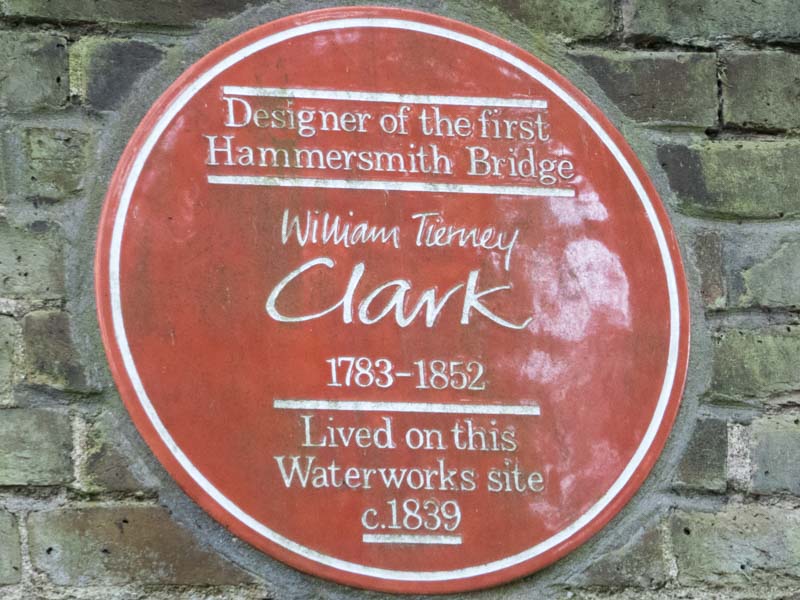 Designer of the first
Hammersmith Bridge
William Tierney
Clark
1783–1852
Lived on this
Waterworks site
c.1839